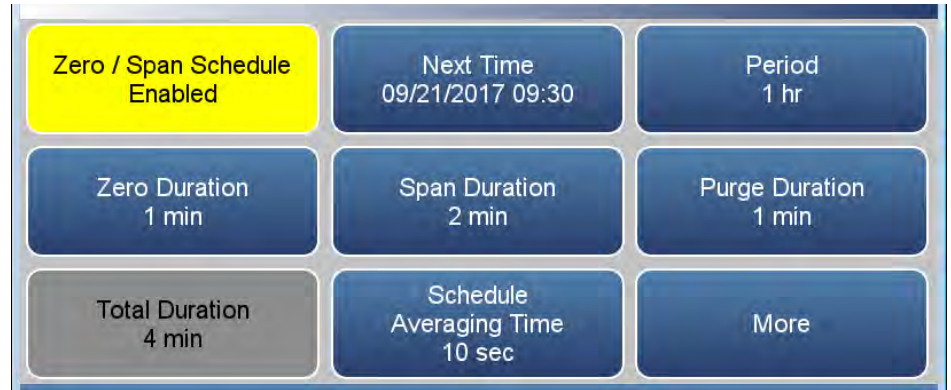 Zero / Span Schedule
Enabled
Next Time
09/21/2017 09:30
Period
1 hr
Zero Duration
1 min
Span Duration
2 min
Purge Duration
1 min
Total Duration
4 min
Schedule
Averaging Time
10 sec
More